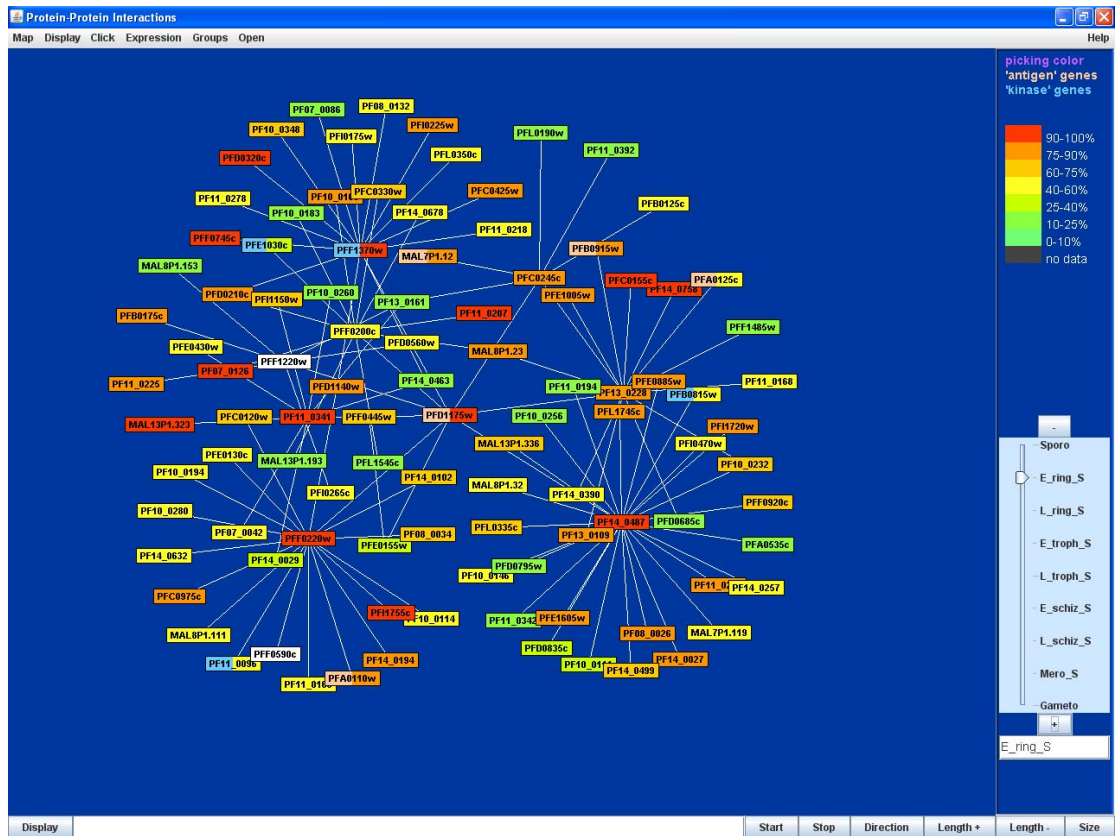 Protein-Protein Interactions
Map Display Click Expression Groups Open Help
picking color
'antigen' genes
'kinase' genes
90-100%
75-90%
60-75%
40-60%
25-40%
10-25%
0-10%
no data
PF07_0086
PF08_0132
PF10_0348
PFI0175w
PFI0225w
PFL0190w
PFD0320c
PFL0350c
PF11_0392
PF11_0278
PFC0330w
PFC0425w
PF10_0183
PF14_0678
PFB0125c
PFF0745c
PFE1030c
PFF1370w
PF11_0218
MAL7P1.12
PFB0915w
MAL8P1.153
PFC0245c
PFC0155c
PFA0125c
PFD0210c
PFI1150w
PF10_0260
PF13_0161
PFE1005w
PF14_0758
PFB0175c
PF11_0207
PFF0200c
PFF1485w
PFE0430w
PFD0560w
MAL8P1.23
PFF1220w
PF07_0126
PF11_0225
PFD1140w
PF14_0463
PF11_0194
PFE0885w
PF11_0168
PF13_0228
PFB0815w
MAL13P1.323
PFC0120w
PF11_0341
PFF0445w
PFD1175w
PF10_0256
PFL1745c
PFI1720w
PFE0130c
MAL13P1.193
PFL1545c
MAL13P1.336
PFI0470w
PF10_0194
PF14_0102
PF10_0232
PFI0265c
MAL8P1.32
PF14_0390
PF10_0280
PFF0920c
PF07_0042
PFF0220w
PFE0155w
PF08_0034
PFL0335c
PF14_0487
PFD0685c
PF13_0109
PFA0535c
PF14_0632
PF14_0029
PFD0795w
PF10_0146
PFC0975c
PF14_0257
PFI1755c
PF10_0114
PF11_0342
PFE1605w
MAL8P1.111
PF08_0026
MAL7P1.119
PFF0590c
PFD0835c
PF11_0096
PF14_0194
PF14_0499
PF14_0027
PFA0110w
-
Sporo
E_ring_S
L_ring_S
E_troph_S
L_troph_S
E_schiz_S
L_schiz_S
Mero_S
Gameto
+
E_ring_S
Display Start Stop Direction Length + Length - Size